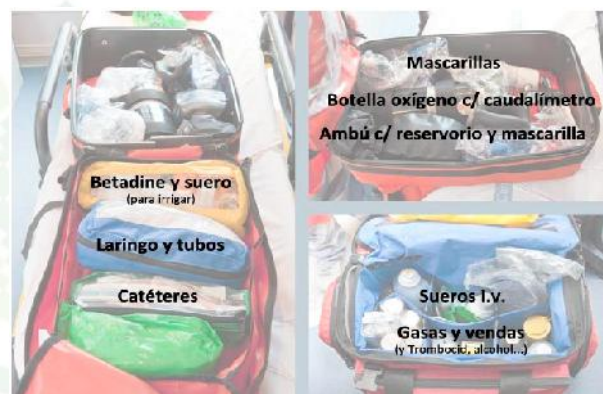 Betadine y suero
(para irrigar)
Laringo y tubos
Catéteres
Mascarillas
Botella oxígeno c/ caudalímetro
Ambú c/ reservorio y mascarilla
Sueros I.v.
Gasas y vendas
(y Trombocid, alcohol...)